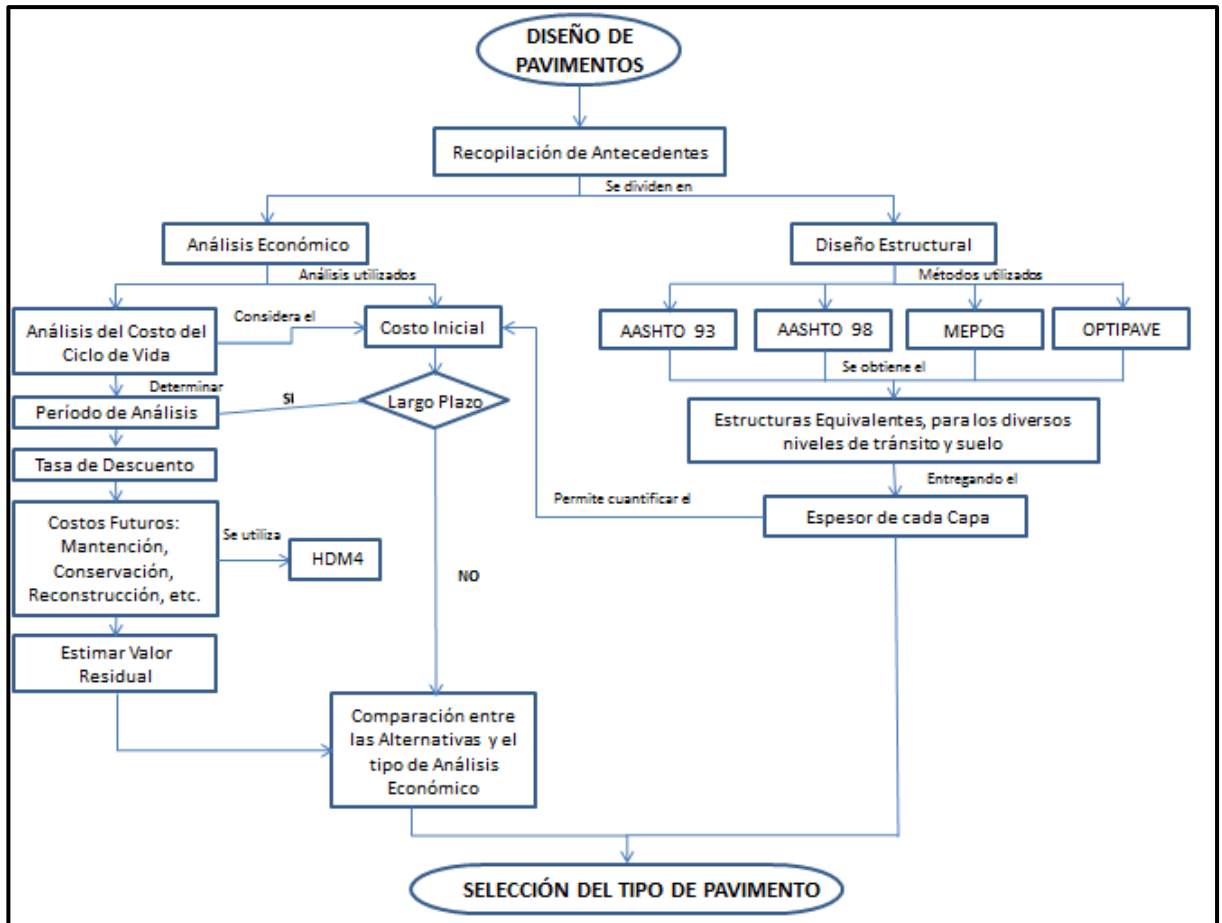 DISEÑO DE
PAVIMENTOS
Recopilación de Antecedentes
Se dividen en
Análisis Económico
Diseño Estructural
Análisis utilizados
Métodos utilizados
Análisis del Costo del
Ciclo de Vida
Considera el
Costo Inicial
AASHTO 93
AASHTO 98
MEPDG
OPTIPAVE
Se obtiene el
Determinar
Período de Análisis
SI
Largo Plazo
Estructuras Equivalentes, para los diversos
niveles de tránsito y suelo
Tasa de Descuento
Entregando el
Permite cuantificar el
Espesor de cada Capa
Costos Futuros:
Mantención,
Conservación,
Reconstrucción, etc.
Se utiliza
HDM4
NO
Estimar Valor
Residual
Comparación entre
las Alternativas y el
tipo de Análisis
Económico
SELECCIÓN DEL TIPO DE PAVIMENTO